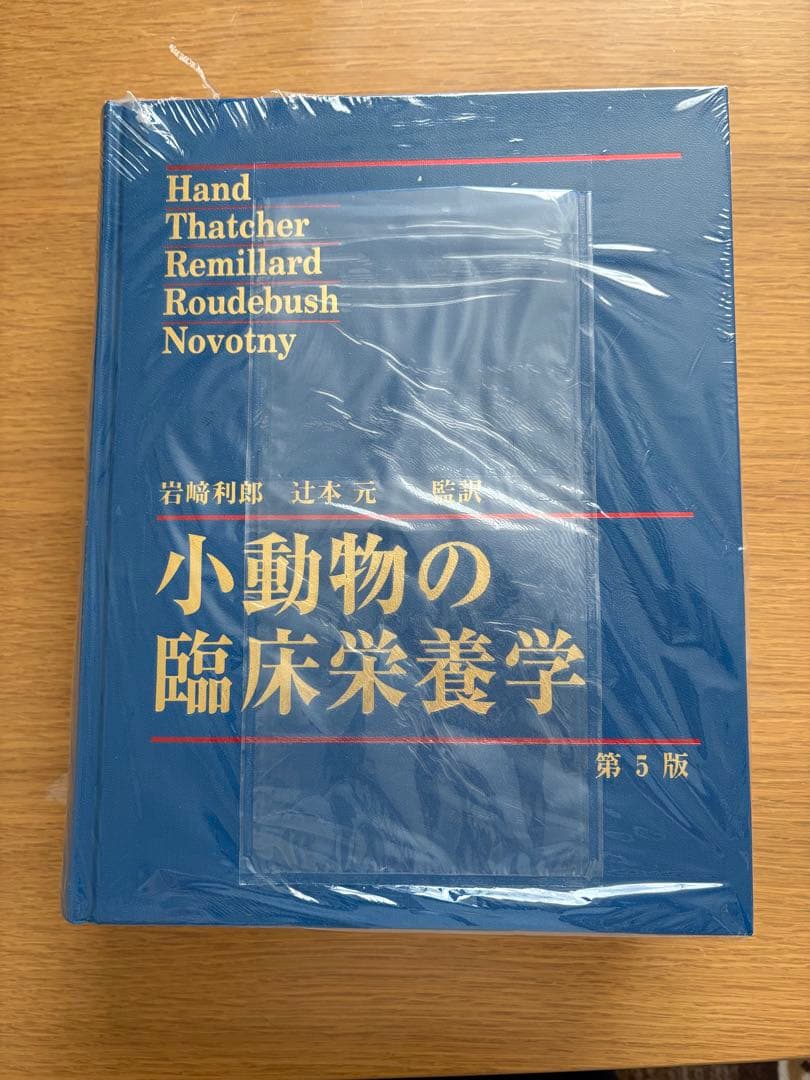 Hand
Thatcher
Remillard
Roudebush
Novotny
岩﨑利郎 辻本 元 監訳
小動物の
臨床栄養学
第 5 版